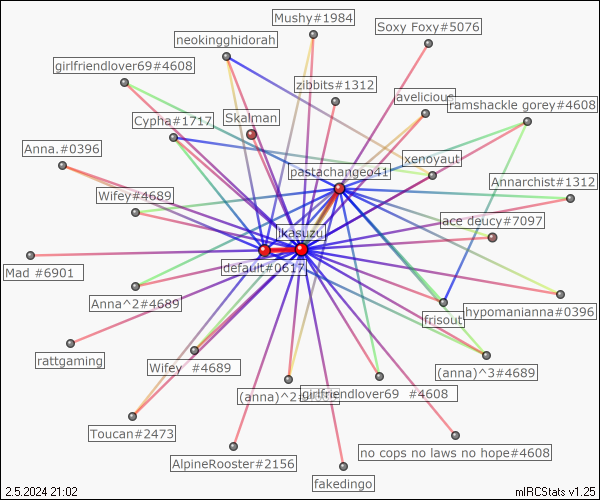 Mushy#1984
Soxy Foxy#5076
neokingghidorah
girlfriendlover69#4608
zibbits#1312
avelicious
ramshackle gorey#4608
Cypha#1717
Skalman
Anna.#0396
xenoyaut
pastachangeo41
Annarchist#1312
Wifey#4689
ace deucy#7097
ikasuzu
default#0617
Mad #6901
Anna^2#4689
hypomanianna#0396
frisout
rattgaming
Wifey  #4689
(anna)^3#4689
girlfriendlover69  #4608
Toucan#2473
no cops no laws no hope#4608
AlpineRooster#2156
fakedingo
2.5.2024 21:02
mIRCStats v1.25